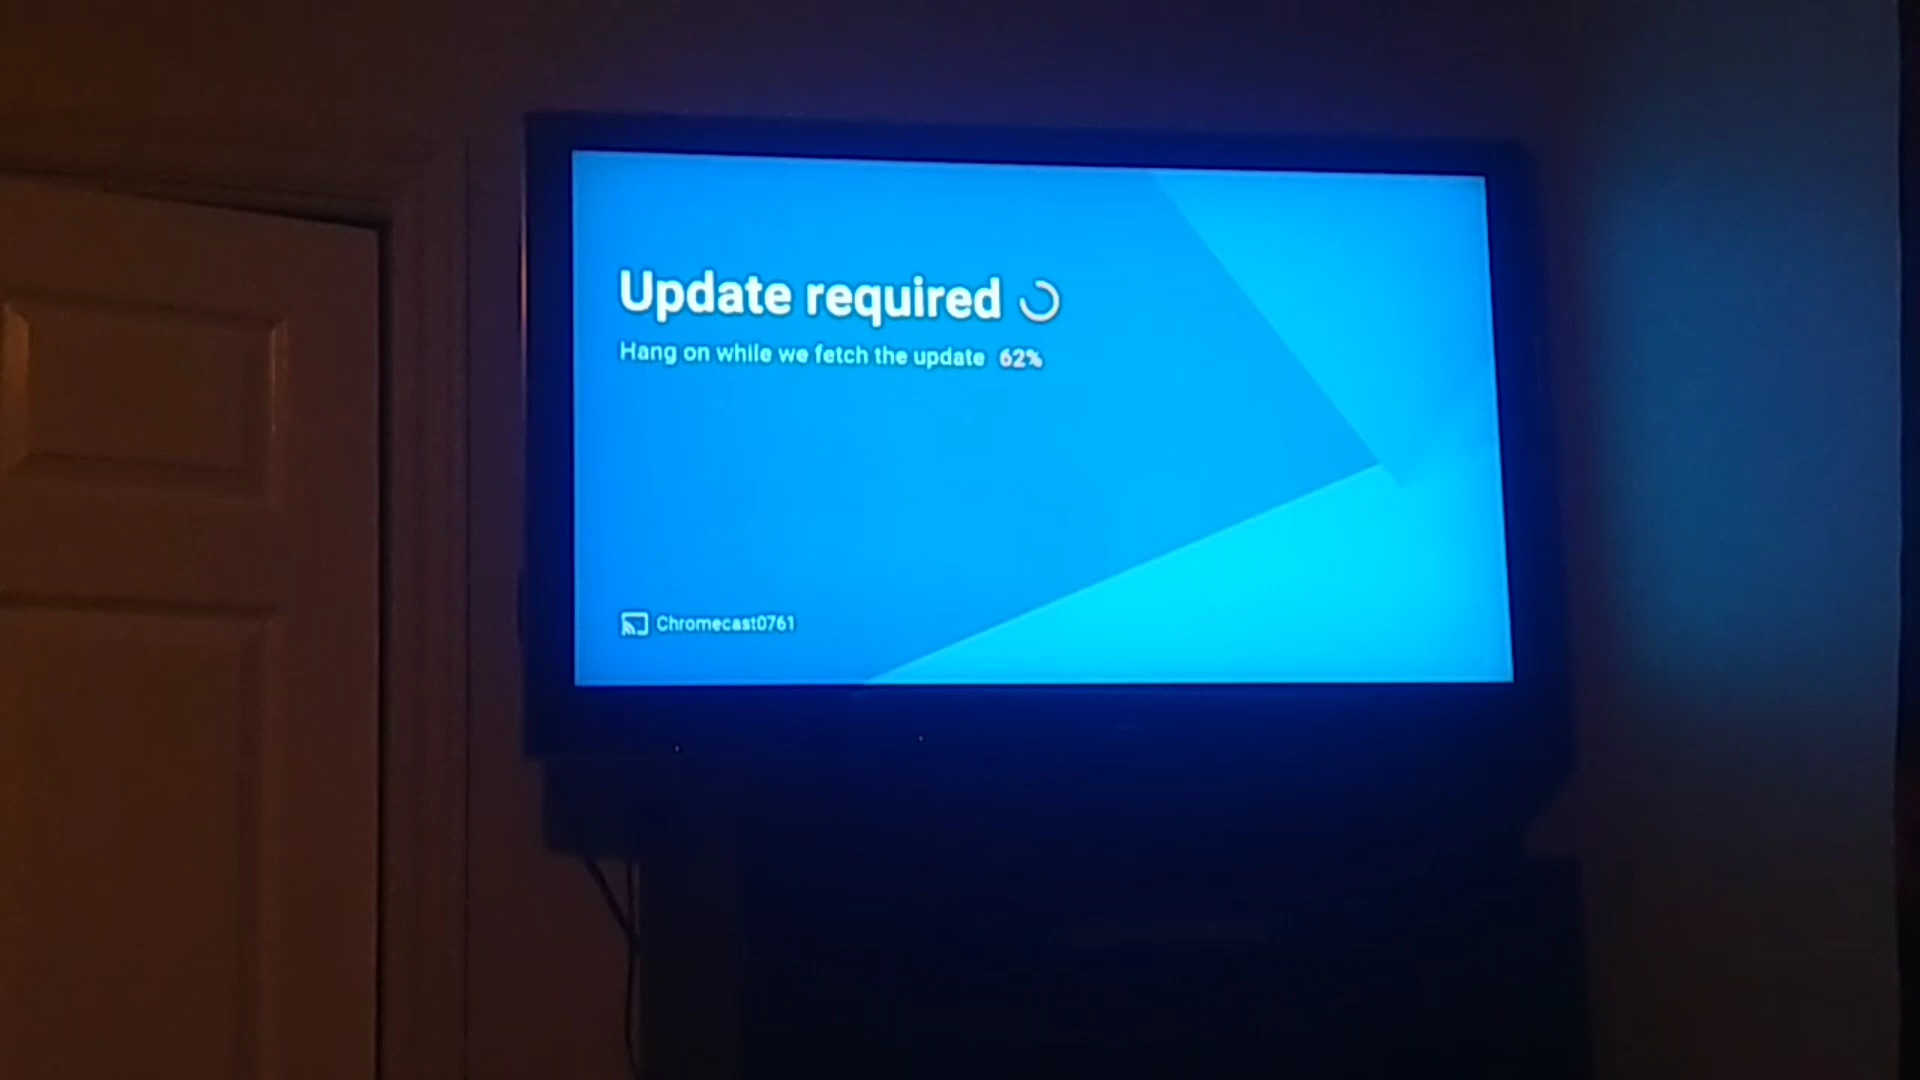 Update required
Hang on while we fetch the update 62%
Chromecast0761